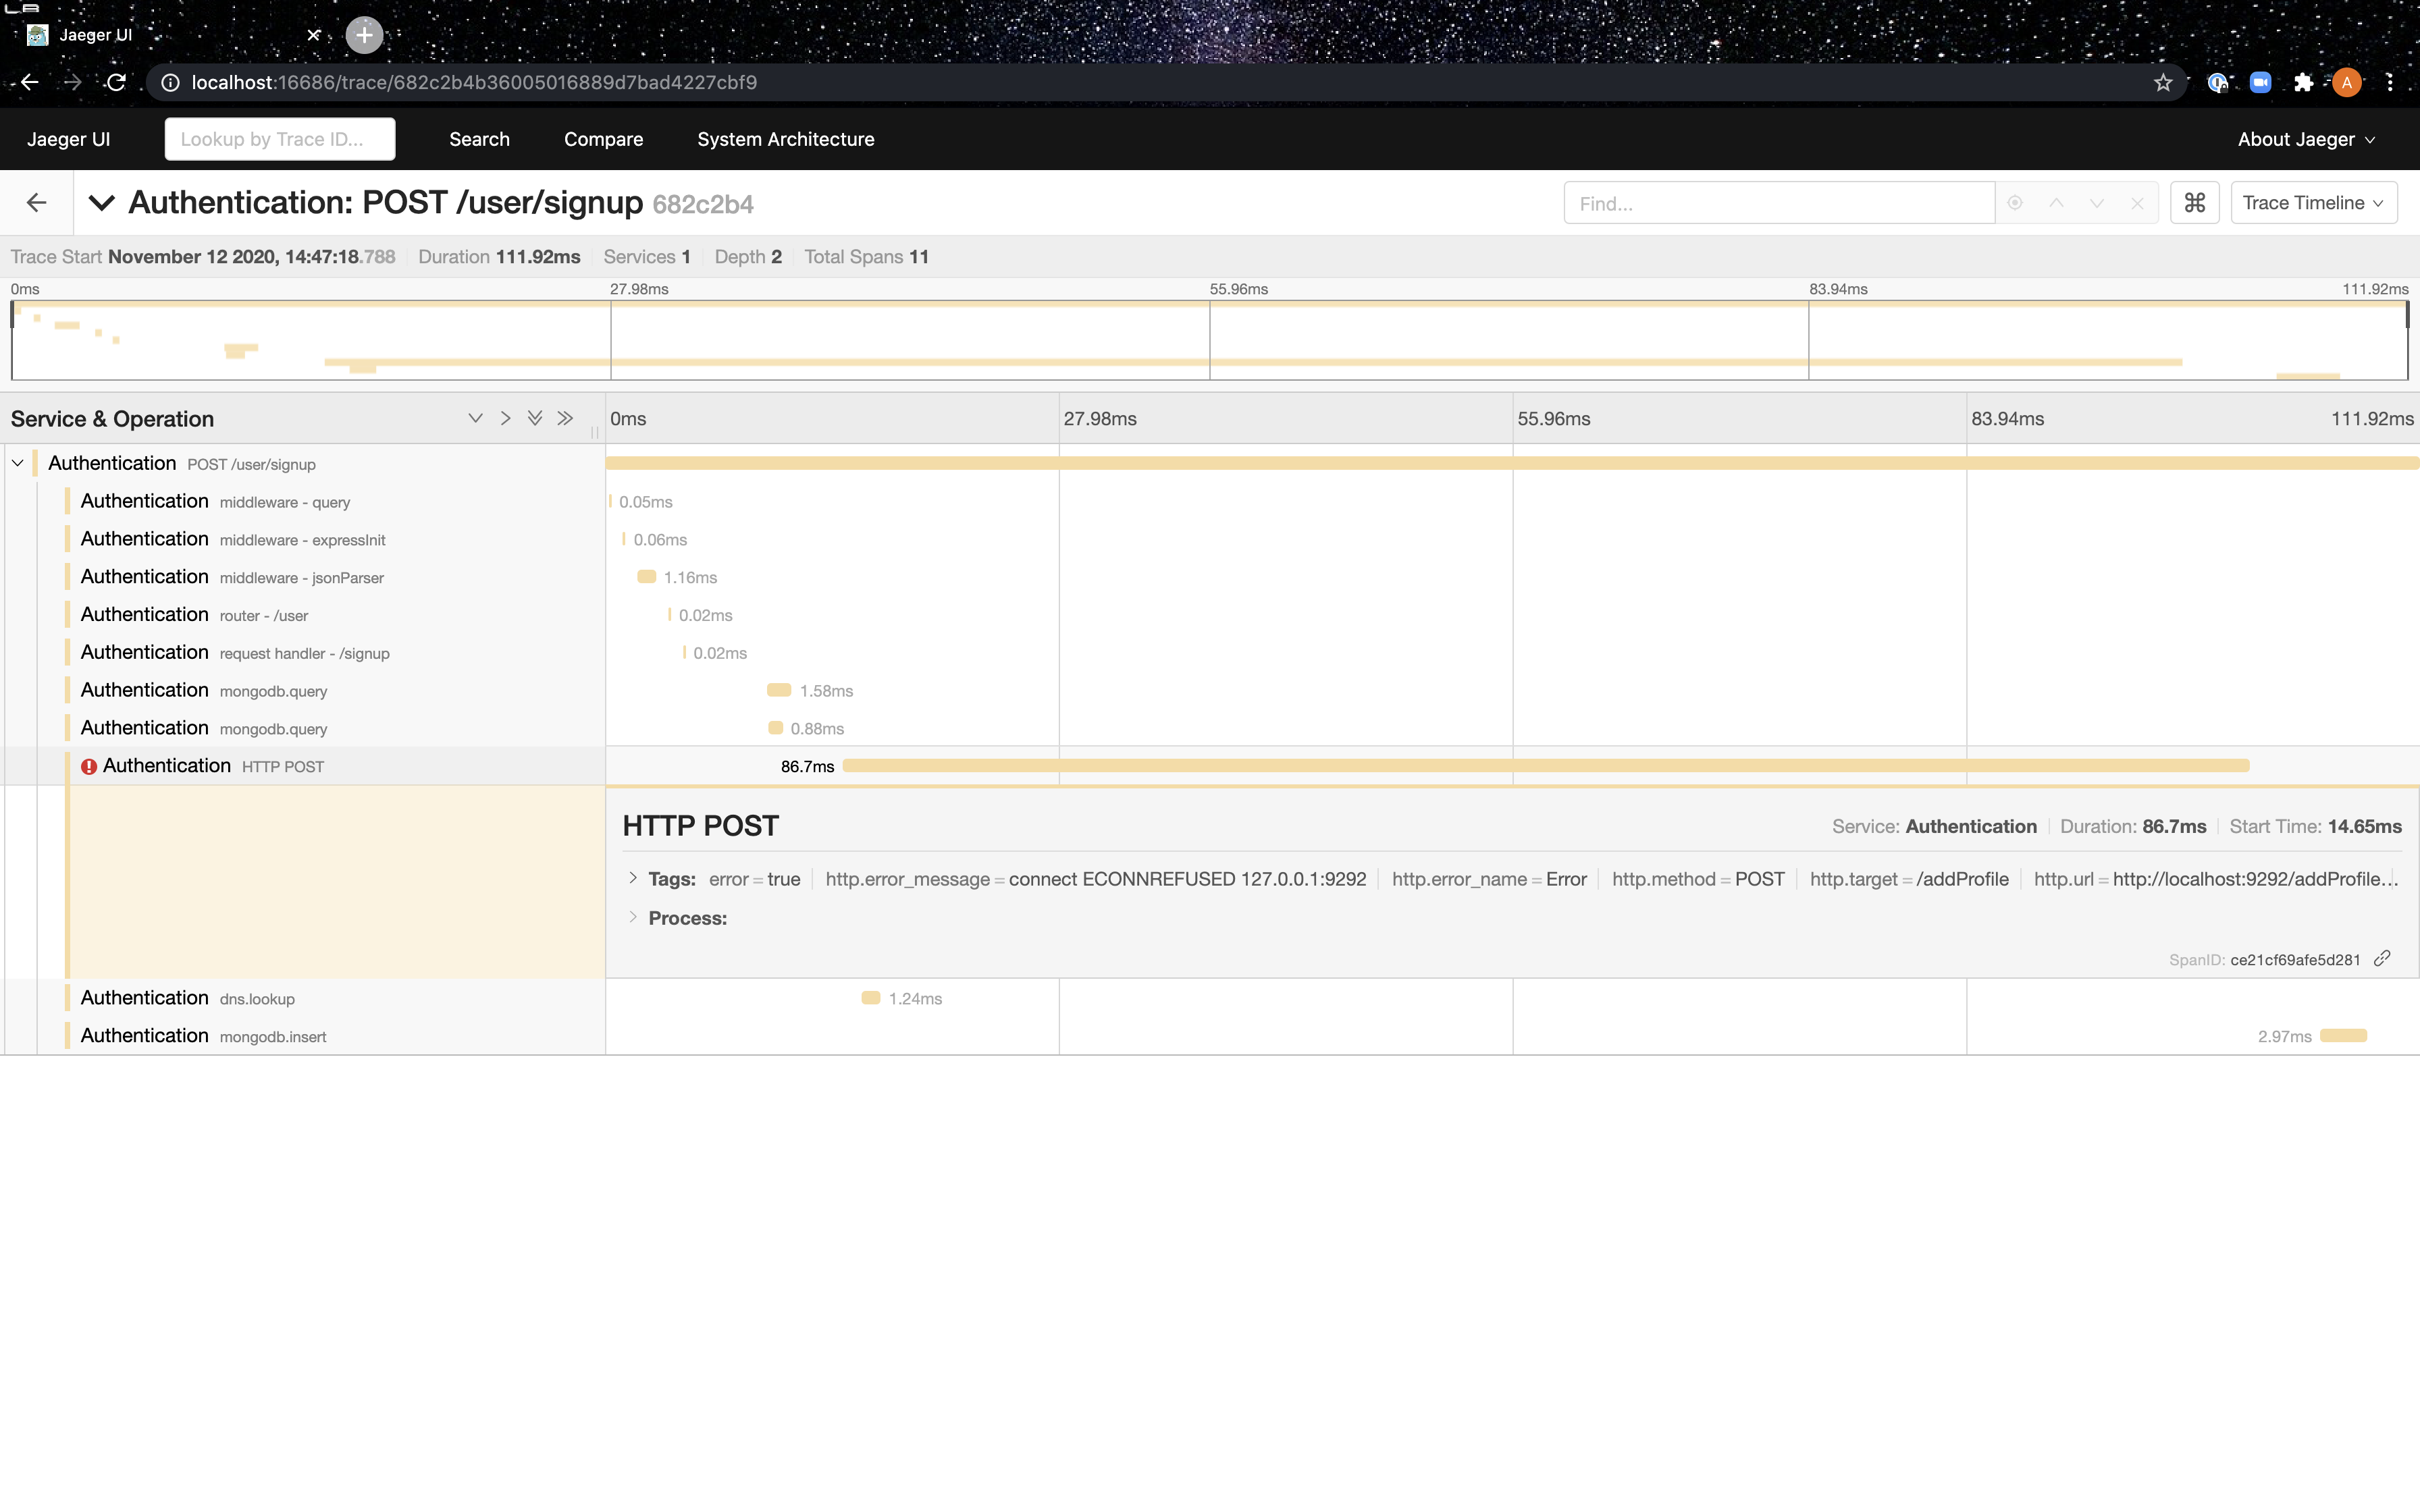 Jaeger UI
localhost:16686/trace/682c2b4b36005016889d7bad4227cbf9
A
Jaeger UI Lookup by Trace ID... Search Compare System Architecture About Jaeger
Authentication: POST /user/signup 682c2b4 Find... ⌘ Trace Timeline
Trace Start November 12 2020, 14:47:18.788 Duration 111.92ms Services 1 Depth 2 Total Spans 11
0ms 27.98ms 55.96ms 83.94ms 111.92ms
Service & Operation 0ms 27.98ms 55.96ms 83.94ms 111.92ms
Authentication POST /user/signup
Authentication middleware - query 0.05ms
Authentication middleware - expressInit 0.06ms
Authentication middleware - jsonParser 1.16ms
Authentication router - /user 0.02ms
Authentication request handler - /signup 0.02ms
Authentication mongodb.query 1.58ms
Authentication mongodb.query 0.88ms
Authentication HTTP POST 86.7ms
HTTP POST Service: Authentication Duration: 86.7ms Start Time: 14.65ms
Tags: error = true http.error_message = connect ECONNREFUSED 127.0.0.1:9292 http.error_name = Error http.method = POST http.target = /addProfile http.url = http://localhost:9292/addProfile...
Process:
SpanID: ce21cf69afe5d281
Authentication dns.lookup 1.24ms
Authentication mongodb.insert 2.97ms